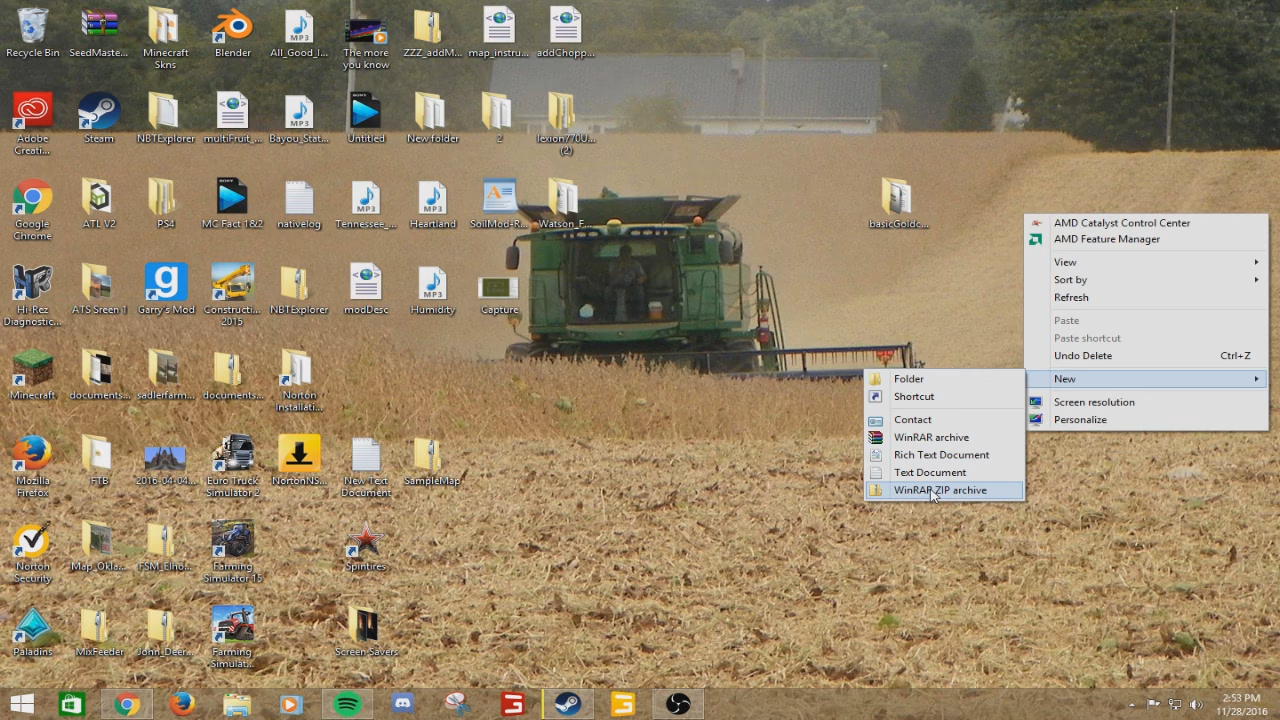 Recycle Bin
SeedMaste...
Minecraft
Skns
Blender
All_Good_I...
The more
you know
ZZZ_addM...
map_instru...
addChopp...
Adobe
Creati...
Steam
NBTExplorer
multiFruit_...
Bayou_Stat...
Untitled
New folder
2
lexion770U...
(2)
Google
Chrome
ATL V2
PS4
MC Fact 1&2
nativelog
Tennessee_...
Heartland
SoilMod-R...
Watson_F...
basicGoldc...
Hi-Rez
Diagnostic...
ATS Sreen 1
Garry's Mod
Constructi...
2015
NBTExplorer
modDesc
Humidity
Capture
Minecraft
documents...
sadlerfarm...
documents...
Norton
Installati...
Mozilla
Firefox
FTB
2016-04-04...
Euro Truck
Simulator 2
NortonNS...
New Text
Document
SampleMap
Norton
Security
Map_Okla...
FSM_Elho...
Farming
Simulator 15
Spintires
Paladins
MixFeeder
John_Deer...
Farming
Simulat...
Screen Savers
AMD Catalyst Control Center
AMD Feature Manager
View
Sort by
Refresh
Paste
Paste shortcut
Undo Delete Ctrl+Z
New
Screen resolution
Personalize
Folder
Shortcut
Contact
WinRAR archive
Rich Text Document
Text Document
WinRAR ZIP archive
2:53 PM
11/28/2016